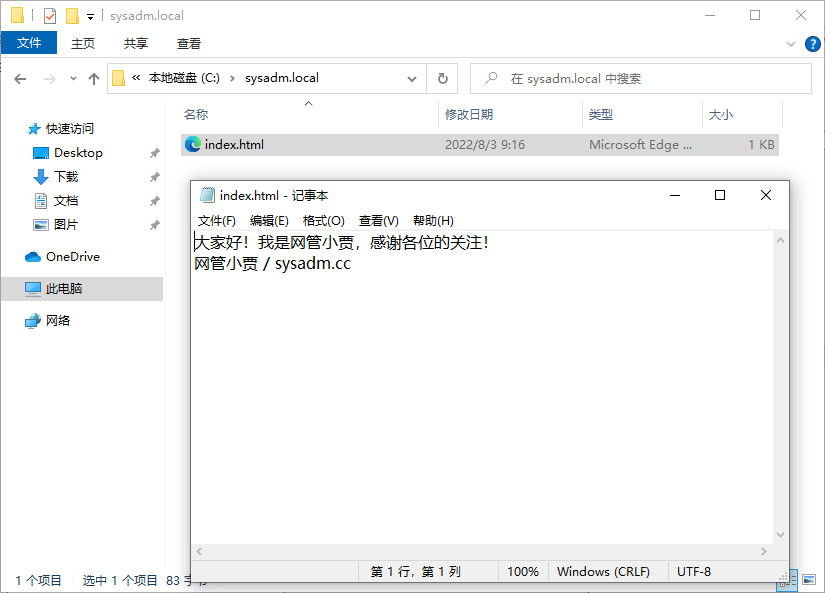 sysadm.local
文件 主页 共享 查看
« 本地磁盘 (C:) › sysadm.local
在 sysadm.local 中搜索
名称 修改日期 类型 大小
index.html 2022/8/3 9:16 Microsoft Edge ... 1 KB
快速访问
Desktop
下载
文档
图片
OneDrive
此电脑
网络
index.html - 记事本
文件(F) 编辑(E) 格式(O) 查看(V) 帮助(H)
大家好！我是网管小贾，感谢各位的关注！
网管小贾 / sysadm.cc
第 1 行，第 1 列 100% Windows (CRLF) UTF-8
1 个项目 选中 1 个项目 83